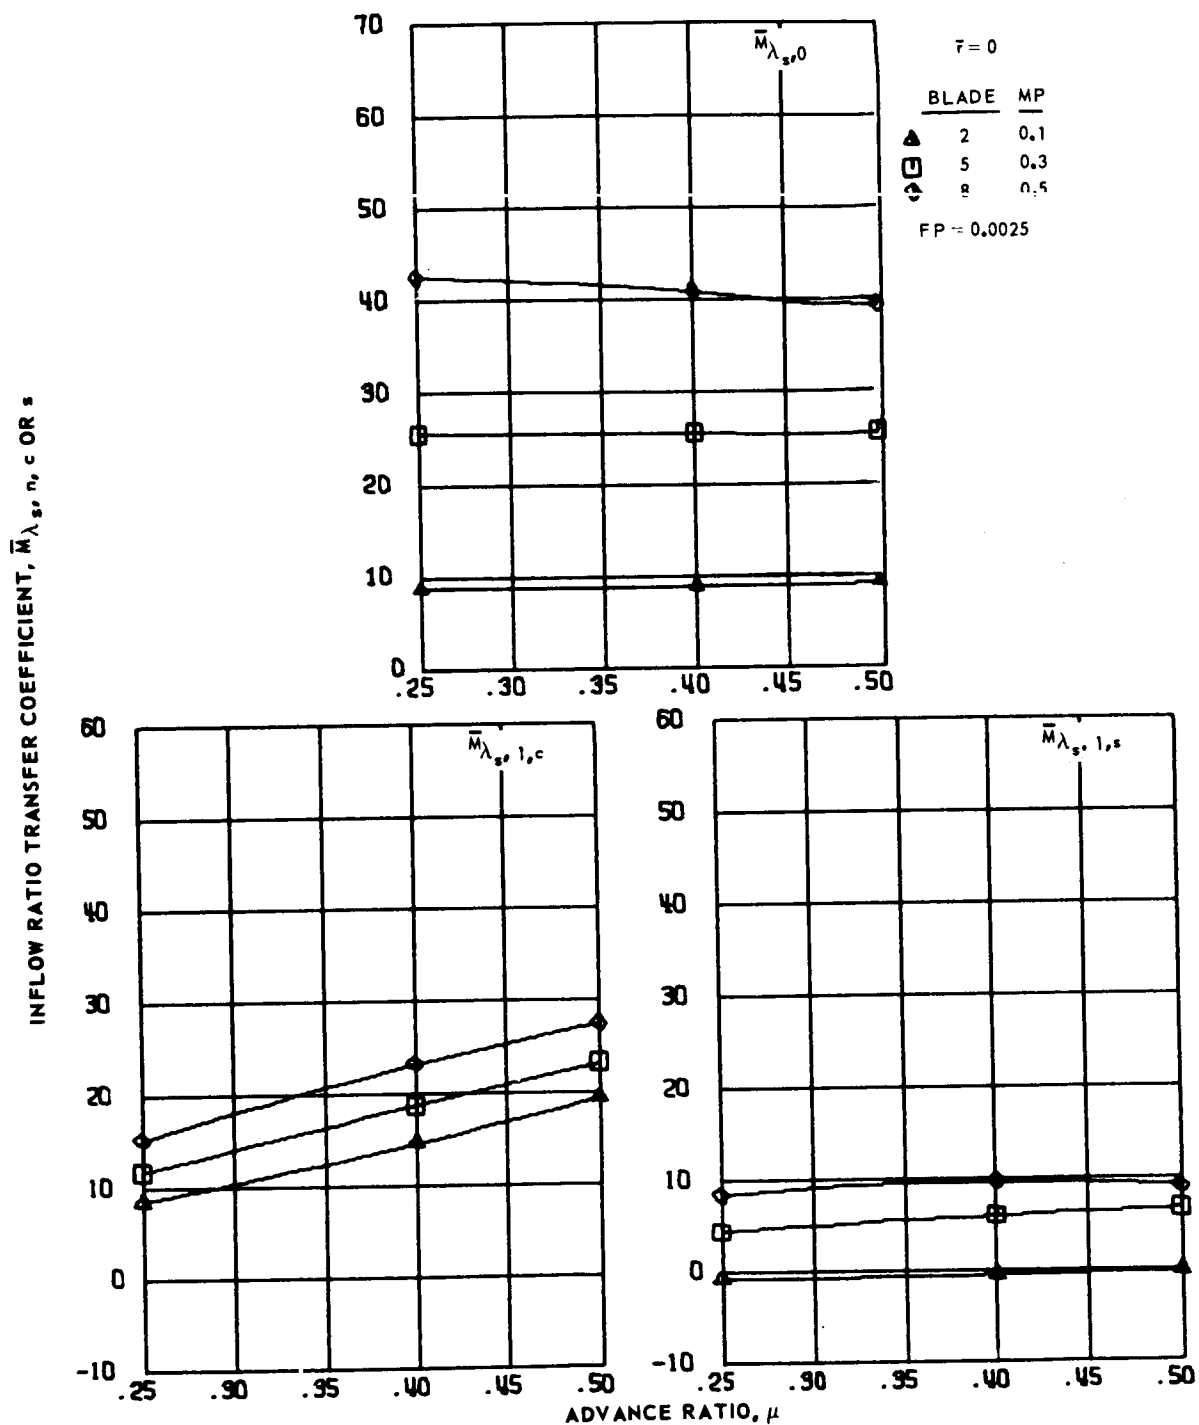 70
60
50
40
30
20
10
0
.25 .30 .35 .40 .45 .50
M̅λs,0
r̅ = 0
BLADE MP
2 0.1
5 0.3
8 0.5
FP = 0.0025
INFLOW RATIO TRANSFER COEFFICIENT, M̅λs, n, c OR s
60
50
40
30
20
10
0
-10
.25 .30 .35 .40 .45 .50
M̅λs, 1,c
60
50
40
30
20
10
0
-10
.25 .30 .35 .40 .45 .50
M̅λs, 1,s
ADVANCE RATIO, μ